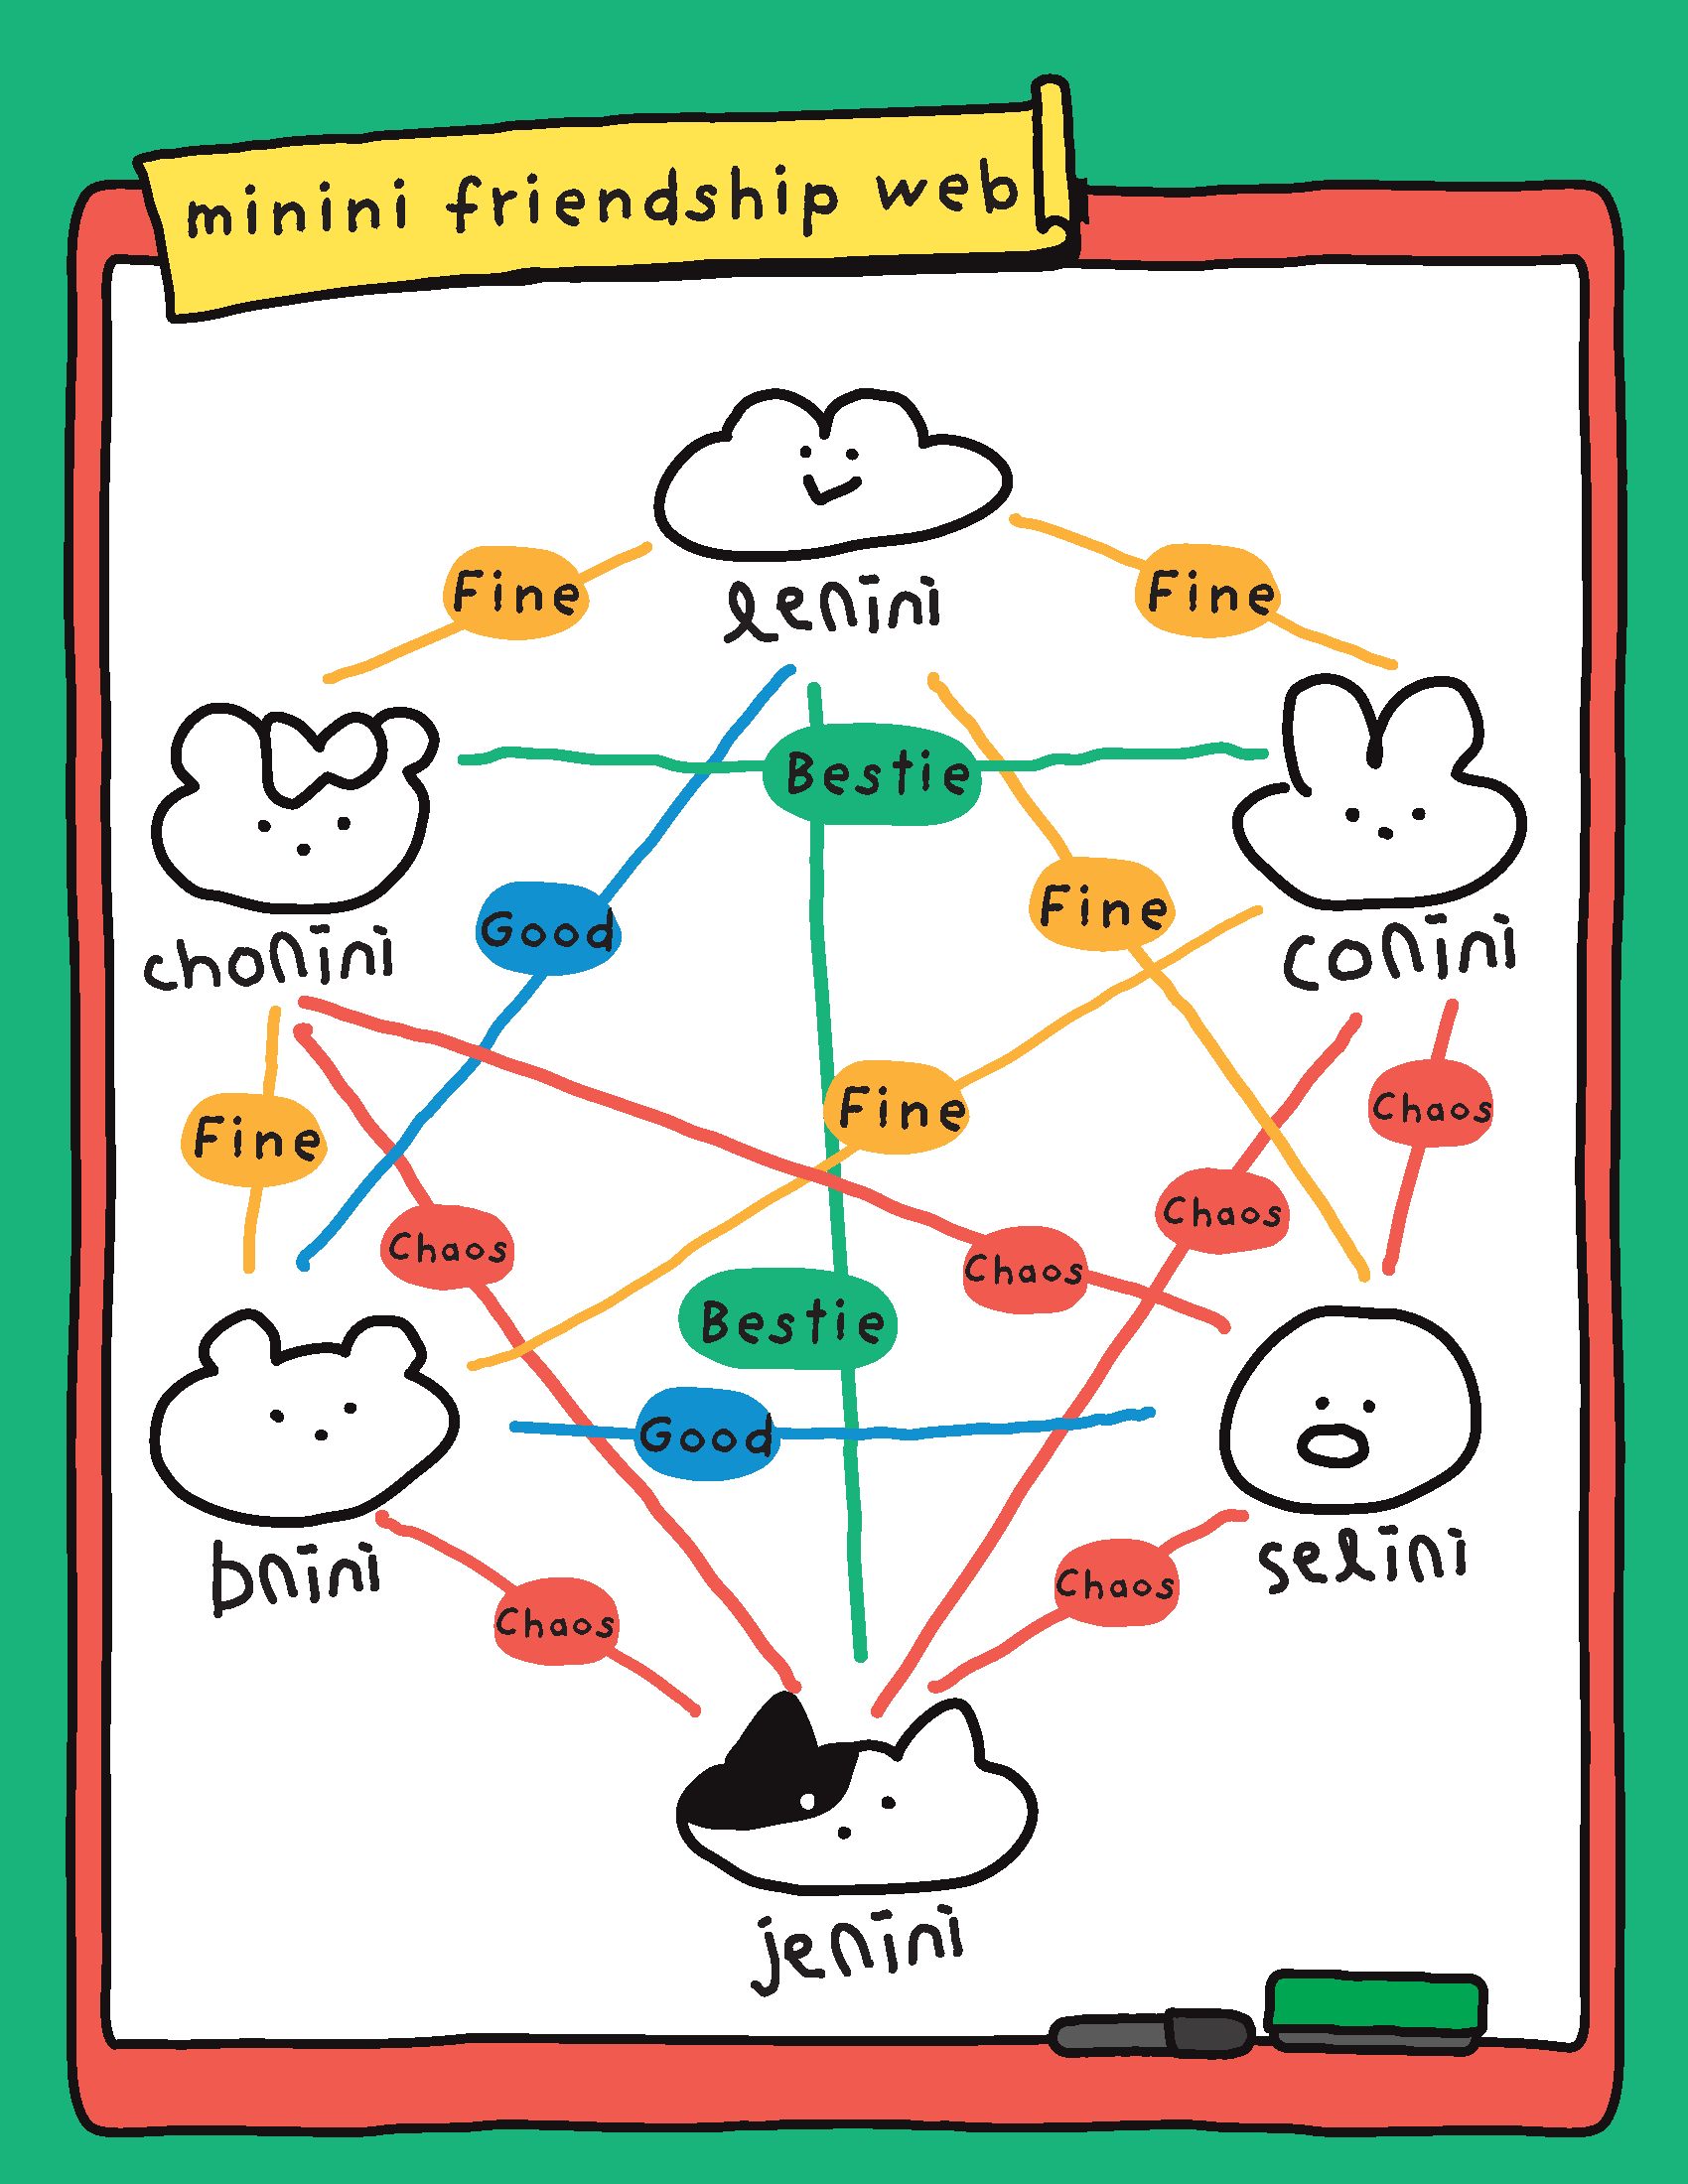 minini friendship web
Fine
lenini
Fine
Bestie
Good
Fine
chonini
conini
Fine
Fine
Chaos
Chaos
Chaos
Chaos
Bestie
Good
bnini
selini
Chaos
Chaos
jenini